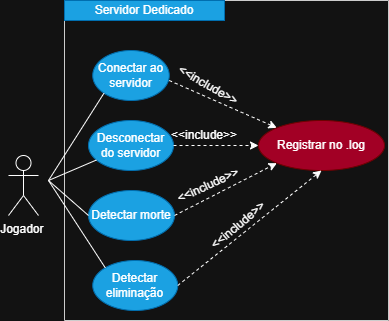 Servidor Dedicado
Conectar ao
servidor
<<include>>
Desconectar
do servidor
<<include>>
Registrar no .log
Detectar morte
<<include>>
Jogador
Detectar
eliminação
<<include>>